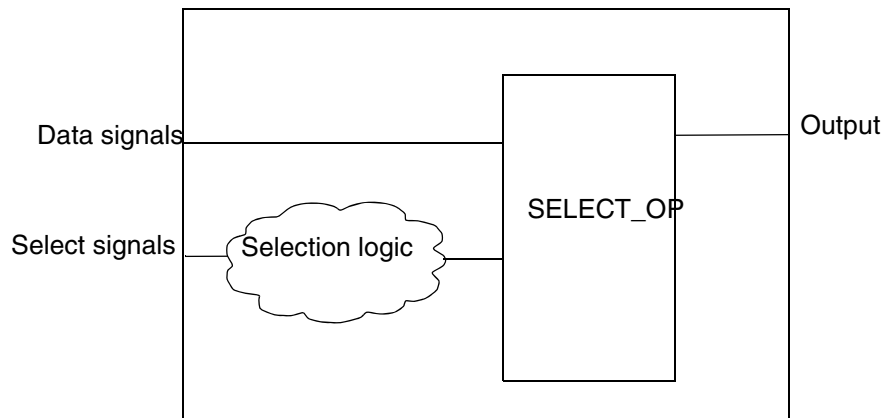 Data signals
Output
SELECT_OP
Select signals
Selection logic